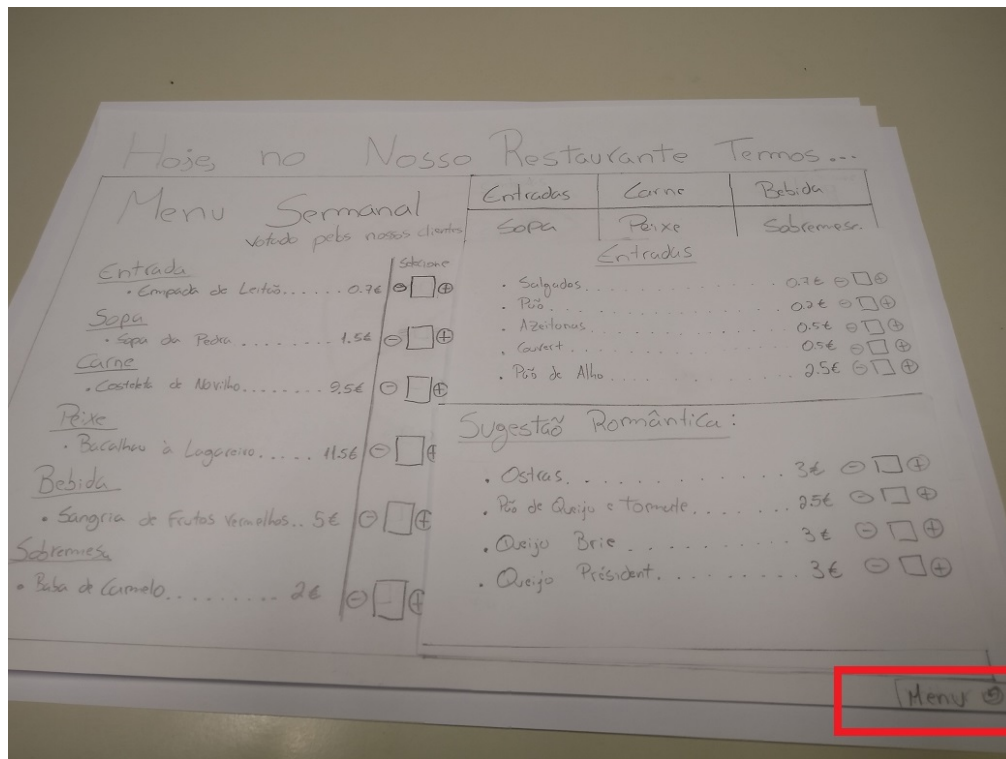 Hoje, no Nosso Restaurante Temos...
Menu Semanal
votado pelos nossos clientes
Selecione
Entrada
• Empada de Leitão...... 0.7€
Sopa
• Sopa da Pedra......... 1.5€
Carne
• Costeleta de Novilho........ 9.5€
Peixe
• Bacalhau à Lagareiro..... 11.5€
Bebida
• Sangria de Frutos Vermelhos.. 5€
Sobremesa
• Baba de Camelo.......... 2€
Entradas Carne Bebida
Sopa Peixe Sobremesa
Entradas
• Salgados............ 0.7€
• Pão............ 0.2€
• Azeitonas............ 0.5€
• Couvert............ 0.5€
• Pão de Alho............ 2.5€
Sugestão Romântica:
• Ostras............ 3€
• Pão de Queijo e Tomate........ 2.5€
• Queijo Brie............ 3€
• Queijo Président.......... 3€
Menu